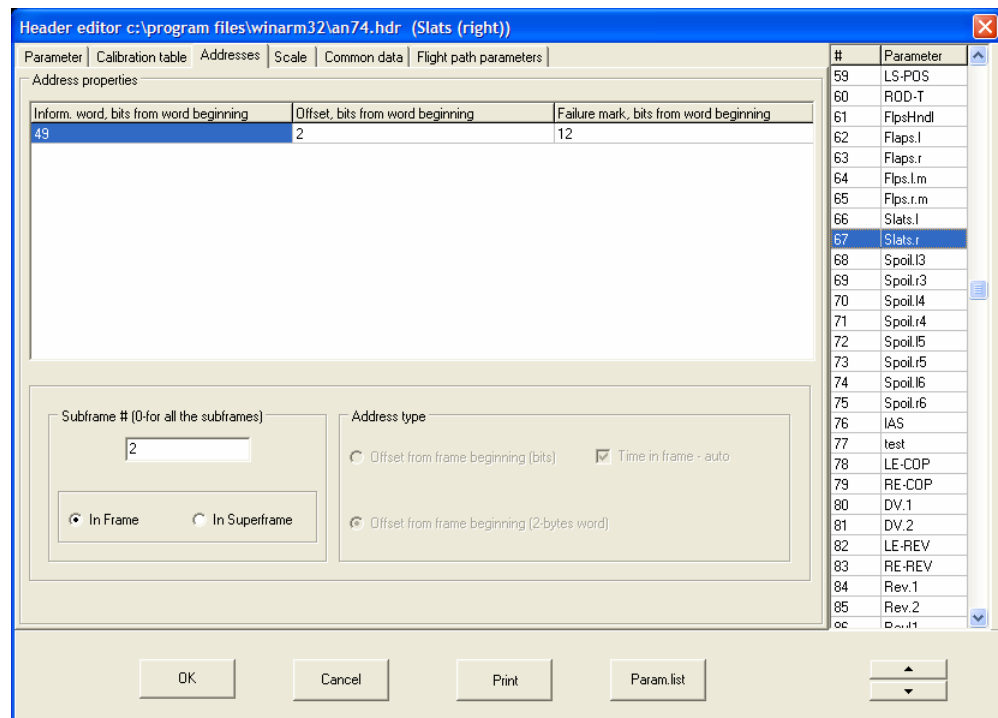 Header editor c:\program files\winarm32\an74.hdr (Slats (right))
Parameter Calibration table Addresses Scale Common data Flight path parameters
Address properties
Inform. word, bits from word beginning Offset, bits from word beginning Failure mark, bits from word beginning
49 2 12
Subframe # (0-for all the subframes)
2
In Frame In Superframe
Address type
Offset from frame beginning (bits) Time in frame - auto
Offset from frame beginning (2-bytes word)
# Parameter
59 LS-POS
60 ROD-T
61 FlpsHndl
62 Flaps.l
63 Flaps.r
64 Flps.l.m
65 Flps.r.m
66 Slats.l
67 Slats.r
68 Spoil.l3
69 Spoil.r3
70 Spoil.l4
71 Spoil.r4
72 Spoil.l5
73 Spoil.r5
74 Spoil.l6
75 Spoil.r6
76 IAS
77 test
78 LE-COP
79 RE-COP
80 DV.1
81 DV.2
82 LE-REV
83 RE-REV
84 Rev.1
85 Rev.2
OK Cancel Print Param.list